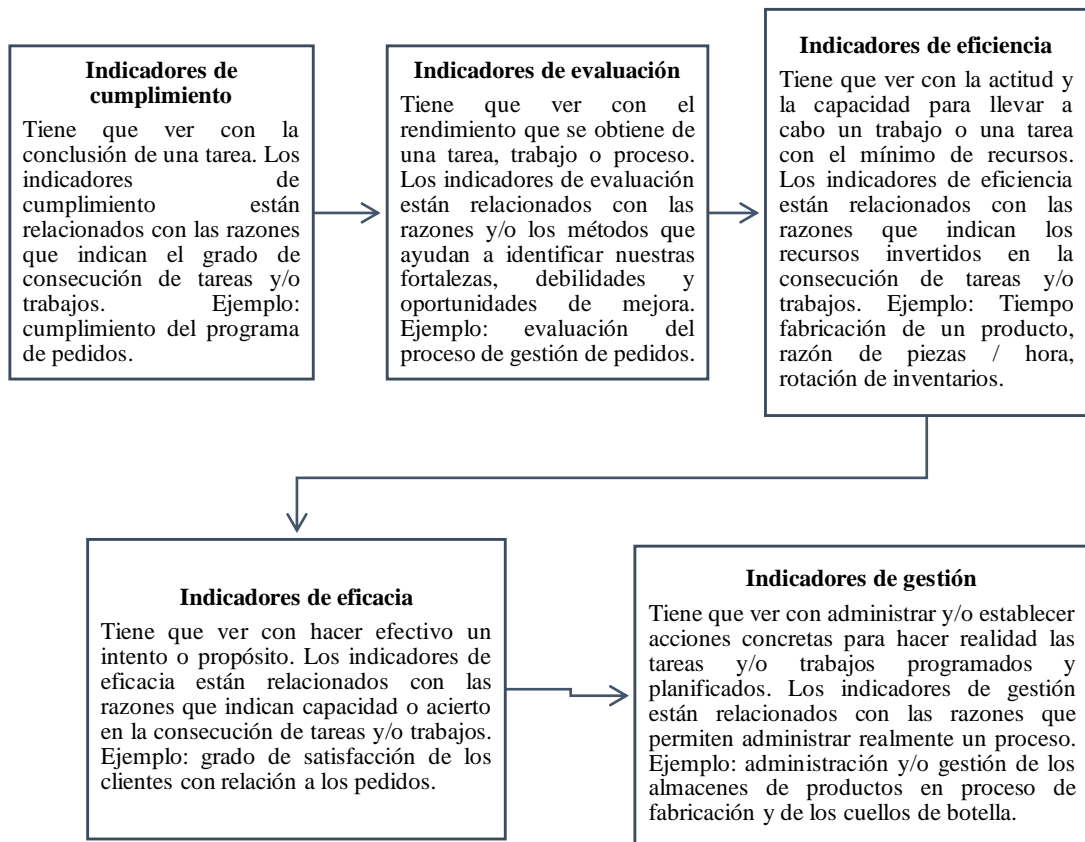 Indicadores de
cumplimiento
Tiene que ver con la
conclusión de una tarea. Los
indicadores de
cumplimiento están
relacionados con las razones
que indican el grado de
consecución de tareas y/o
trabajos. Ejemplo:
cumplimiento del programa
de pedidos.
Indicadores de evaluación
Tiene que ver con el
rendimiento que se obtiene de
una tarea, trabajo o proceso.
Los indicadores de evaluación
están relacionados con las
razones y/o los métodos que
ayudan a identificar nuestras
fortalezas, debilidades y
oportunidades de mejora.
Ejemplo: evaluación del
proceso de gestión de pedidos.
Indicadores de eficiencia
Tiene que ver con la actitud y
la capacidad para llevar a
cabo un trabajo o una tarea
con el mínimo de recursos.
Los indicadores de eficiencia
están relacionados con las
razones que indican los
recursos invertidos en la
consecución de tareas y/o
trabajos. Ejemplo: Tiempo
fabricación de un producto,
razón de piezas / hora,
rotación de inventarios.
Indicadores de eficacia
Tiene que ver con hacer efectivo un
intento o propósito. Los indicadores de
eficacia están relacionados con las
razones que indican capacidad o acierto
en la consecución de tareas y/o trabajos.
Ejemplo: grado de satisfacción de los
clientes con relación a los pedidos.
Indicadores de gestión
Tiene que ver con administrar y/o establecer
acciones concretas para hacer realidad las
tareas y/o trabajos programados y
planificados. Los indicadores de gestión
están relacionados con las razones que
permiten administrar realmente un proceso.
Ejemplo: administración y/o gestión de los
almacenes de productos en proceso de
fabricación y de los cuellos de botella.